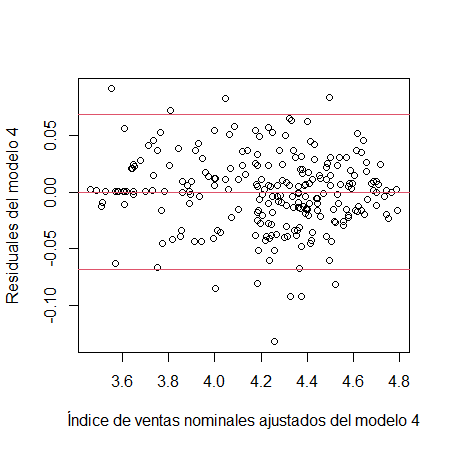 Residuales del modelo 4
0.05
0.00
-0.05
-0.10
3.6 3.8 4.0 4.2 4.4 4.6 4.8
Índice de ventas nominales ajustados del modelo 4